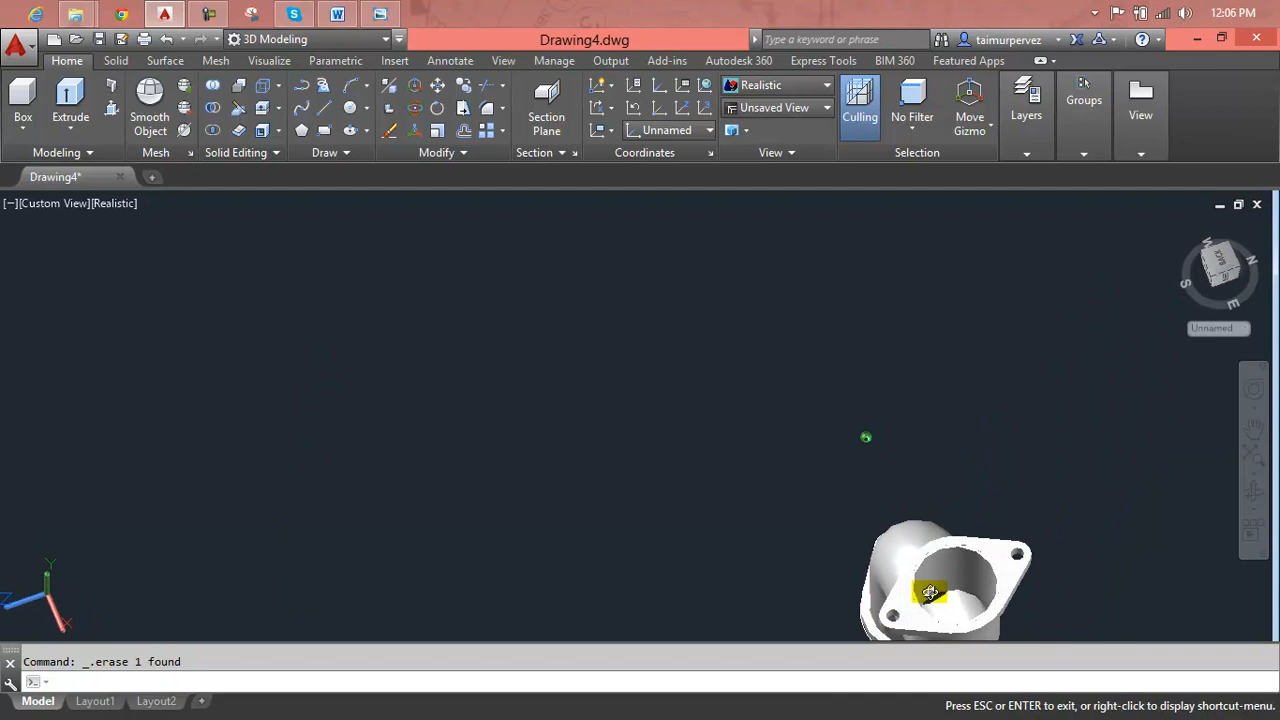 12:06 PM
3D Modeling
Drawing4.dwg
Type a keyword or phrase
taimurpervez
Home Solid Surface Mesh Visualize Parametric Insert Annotate View Manage Output Add-ins Autodesk 360 Express Tools BIM 360 Featured Apps
Box
Extrude
Smooth Object
Section Plane
Unnamed
Realistic
Unsaved View
Culling
No Filter
Move Gizmo
Layers
Groups
View
Modeling Mesh Solid Editing Draw Modify Section Coordinates View Selection
Drawing4*
[−][Custom View][Realistic]
W
N
BACK
S
E
Unnamed
Y
Z
X
Command: _.erase 1 found
Model Layout1 Layout2
Press ESC or ENTER to exit, or right-click to display shortcut-menu.